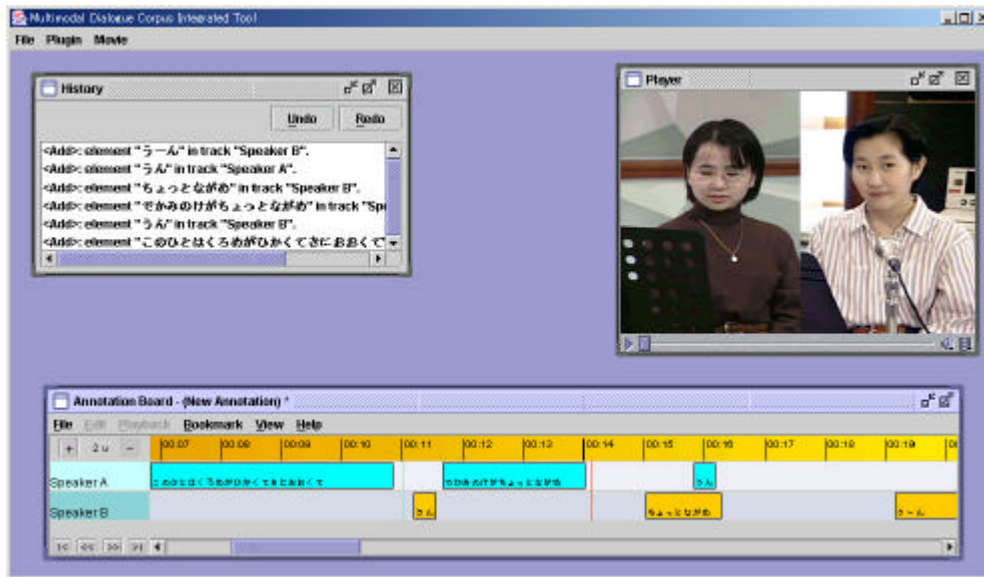 Multimodal Dialogue Corpus Integrated Tool
File Plugin Movie
History
Undo Redo
<Add>: element "うーん" in track "Speaker B".
<Add>: element "うん" in track "Speaker A".
<Add>: element "ちょっとながめ" in track "Speaker B".
<Add>: element "でかみのけがちょっとながめ" in track "Spe
<Add>: element "うん" in track "Speaker B".
<Add>: element "このひとはくろめがひかくてきにおおくて"
Player
Annotation Board - (New Annotation) *
File Edit Playback Bookmark View Help
+ 2 u - 00:07 00:08 00:09 00:10 00:11 00:12 00:13 00:14 00:15 00:16 00:17 00:18 00:19
Speaker A このひとはくろめがひかくてきにおおくて でかみのけがちょっとながめ うん
Speaker B うん ちょっとながめ うーん